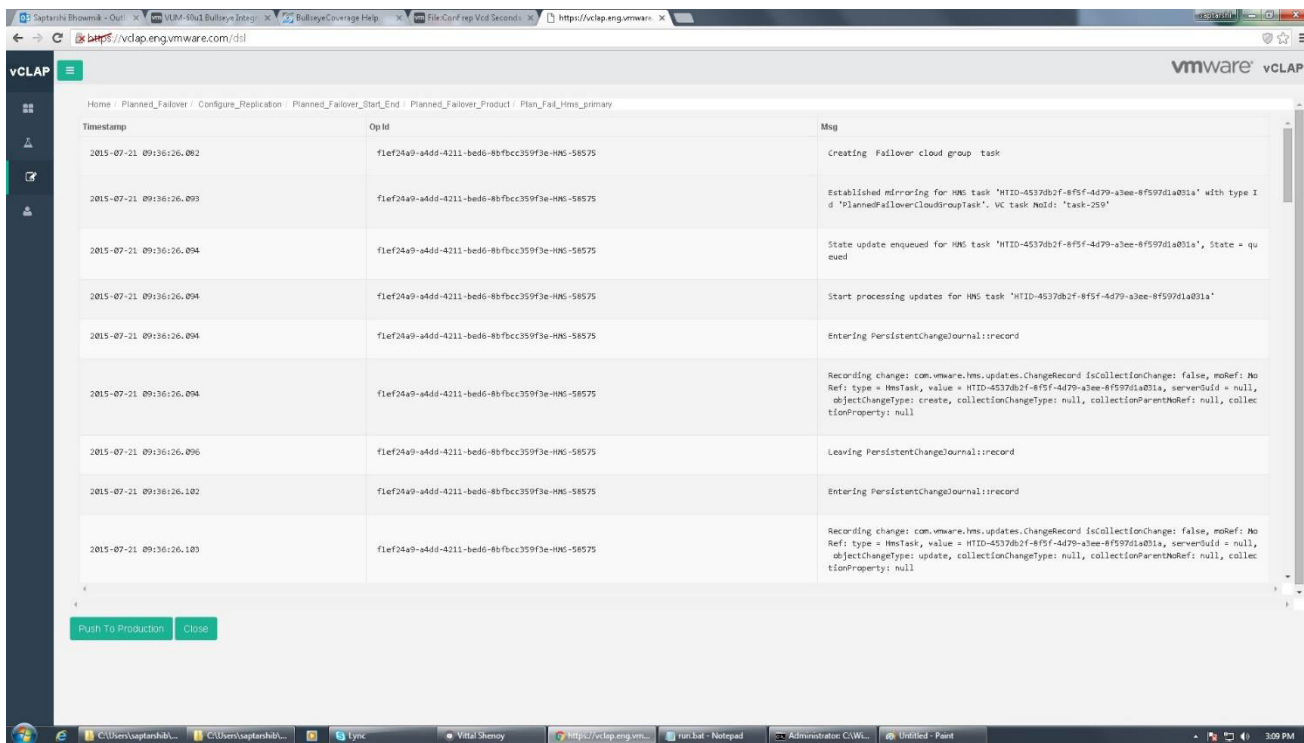 Saptarshi Bhowmik - Outl
VUM-60u1 Bullseye Integr
BullseyeCoverage Help
File:Conf rep Vcd Seconda
https://vclap.eng.vmware.
saptarshi
https://vclap.eng.vmware.com/dsl
vCLAP
vmware vCLAP
Home / Planned_Failover / Configure_Replication / Planned_Failover_Start_End / Planned_Failover_Product / Plan_Fail_Hms_primary
Timestamp Op Id Msg
2015-07-21 09:36:26.082 f1ef24a9-a4dd-4211-bed6-8bfbcc359f3e-HMS-58575 Creating Failover cloud group task
2015-07-21 09:36:26.093 f1ef24a9-a4dd-4211-bed6-8bfbcc359f3e-HMS-58575 Established mirroring for HMS task 'HTID-4537db2f-8f5f-4d79-a3ee-8f597d1a031a' with type I
d 'PlannedFailoverCloudGroupTask'. VC task MoId: 'task-259'
2015-07-21 09:36:26.094 f1ef24a9-a4dd-4211-bed6-8bfbcc359f3e-HMS-58575 State update enqueued for HMS task 'HTID-4537db2f-8f5f-4d79-a3ee-8f597d1a031a', State = qu
eued
2015-07-21 09:36:26.094 f1ef24a9-a4dd-4211-bed6-8bfbcc359f3e-HMS-58575 Start processing updates for HMS task 'HTID-4537db2f-8f5f-4d79-a3ee-8f597d1a031a'
2015-07-21 09:36:26.094 f1ef24a9-a4dd-4211-bed6-8bfbcc359f3e-HMS-58575 Entering PersistentChangeJournal::record
2015-07-21 09:36:26.094 f1ef24a9-a4dd-4211-bed6-8bfbcc359f3e-HMS-58575 Recording change: com.vmware.hms.updates.ChangeRecord isCollectionChange: false, moRef: Mo
Ref: type = HmsTask, value = HTID-4537db2f-8f5f-4d79-a3ee-8f597d1a031a, serverGuid = null,
objectChangeType: create, collectionChangeType: null, collectionParentMoRef: null, collec
tionProperty: null
2015-07-21 09:36:26.096 f1ef24a9-a4dd-4211-bed6-8bfbcc359f3e-HMS-58575 Leaving PersistentChangeJournal::record
2015-07-21 09:36:26.102 f1ef24a9-a4dd-4211-bed6-8bfbcc359f3e-HMS-58575 Entering PersistentChangeJournal::record
2015-07-21 09:36:26.103 f1ef24a9-a4dd-4211-bed6-8bfbcc359f3e-HMS-58575 Recording change: com.vmware.hms.updates.ChangeRecord isCollectionChange: false, moRef: Mo
Ref: type = HmsTask, value = HTID-4537db2f-8f5f-4d79-a3ee-8f597d1a031a, serverGuid = null,
objectChangeType: update, collectionChangeType: null, collectionParentMoRef: null, collec
tionProperty: null
Push To Production Close
C:\Users\saptarshib\... C:\Users\saptarshib\... Lync Vittal Shenoy https://vclap.eng.vm... run.bat - Notepad Administrator: C:\Wi... Untitled - Paint 3:09 PM